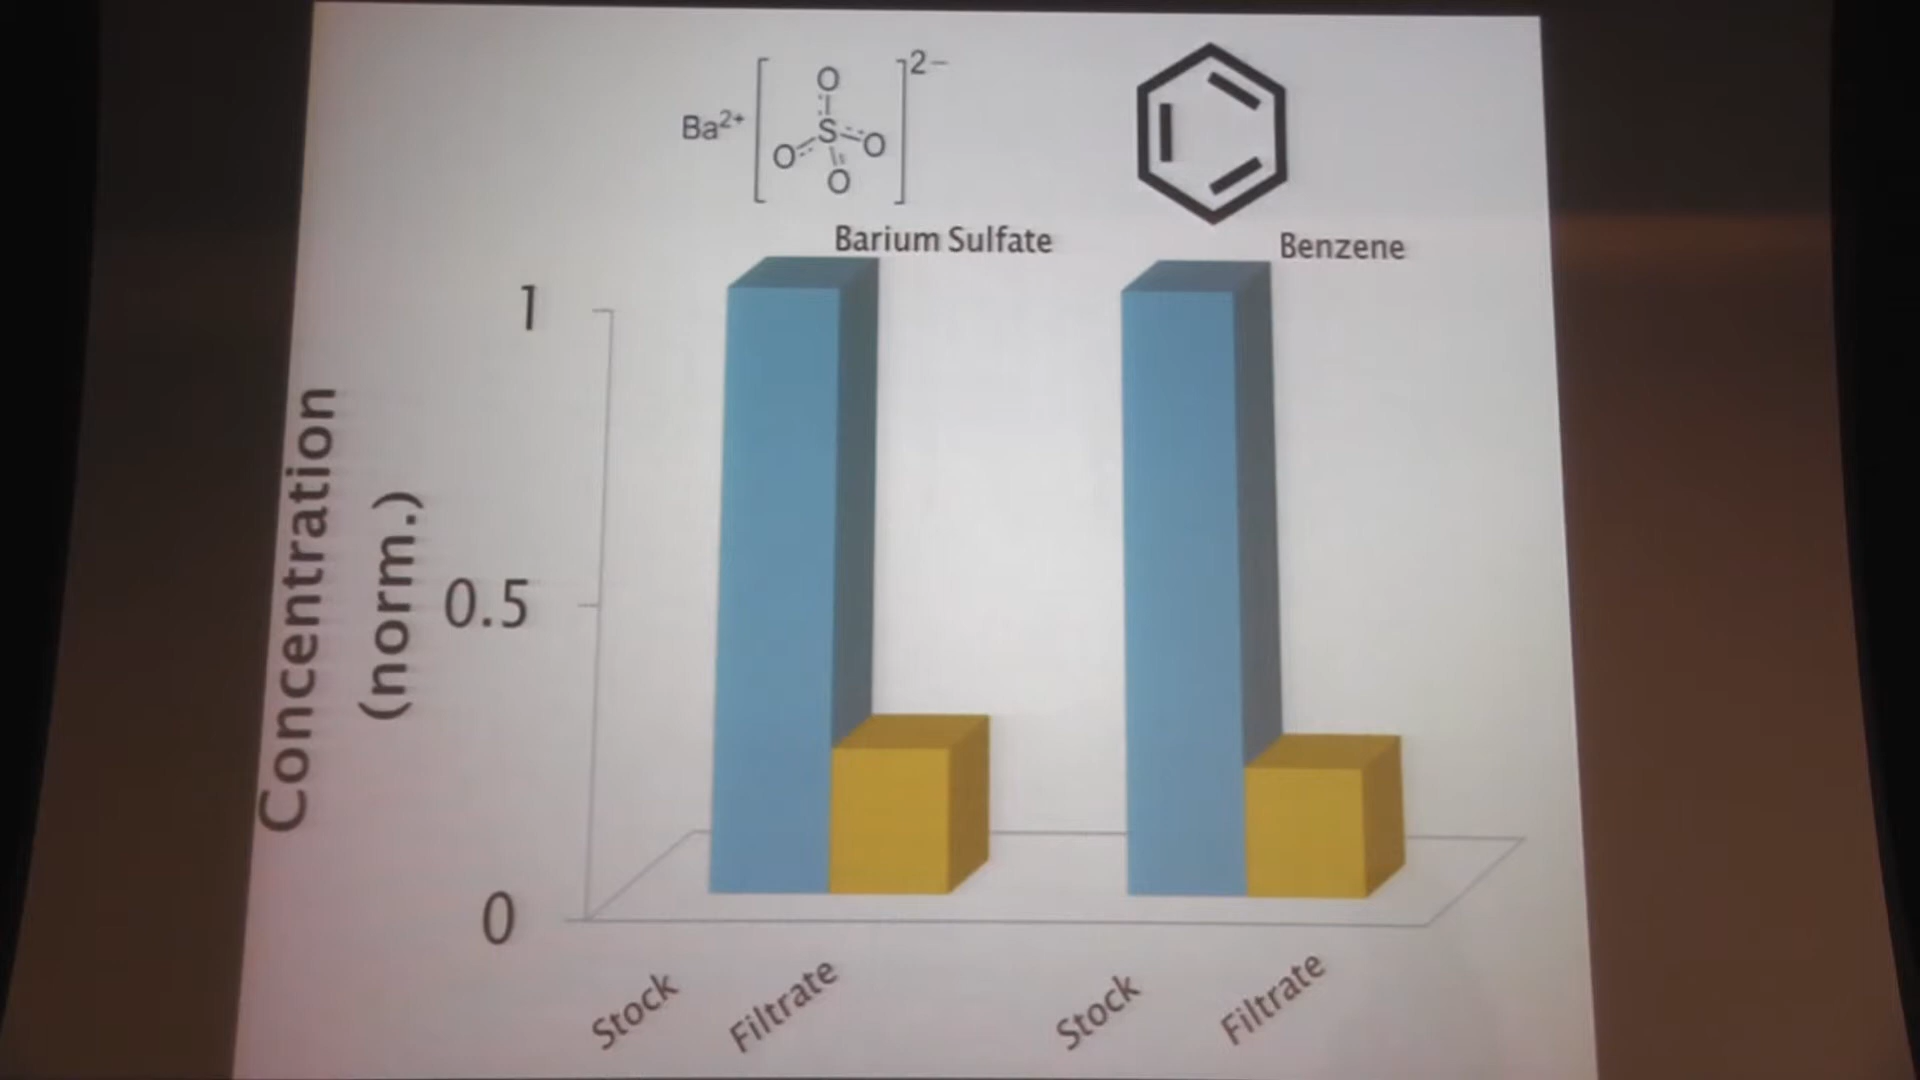 Ba²⁺ [ O S O O O ]²⁻
Barium Sulfate
Benzene
Concentration
(norm.)
1
0.5
0
Stock
Filtrate
Stock
Filtrate